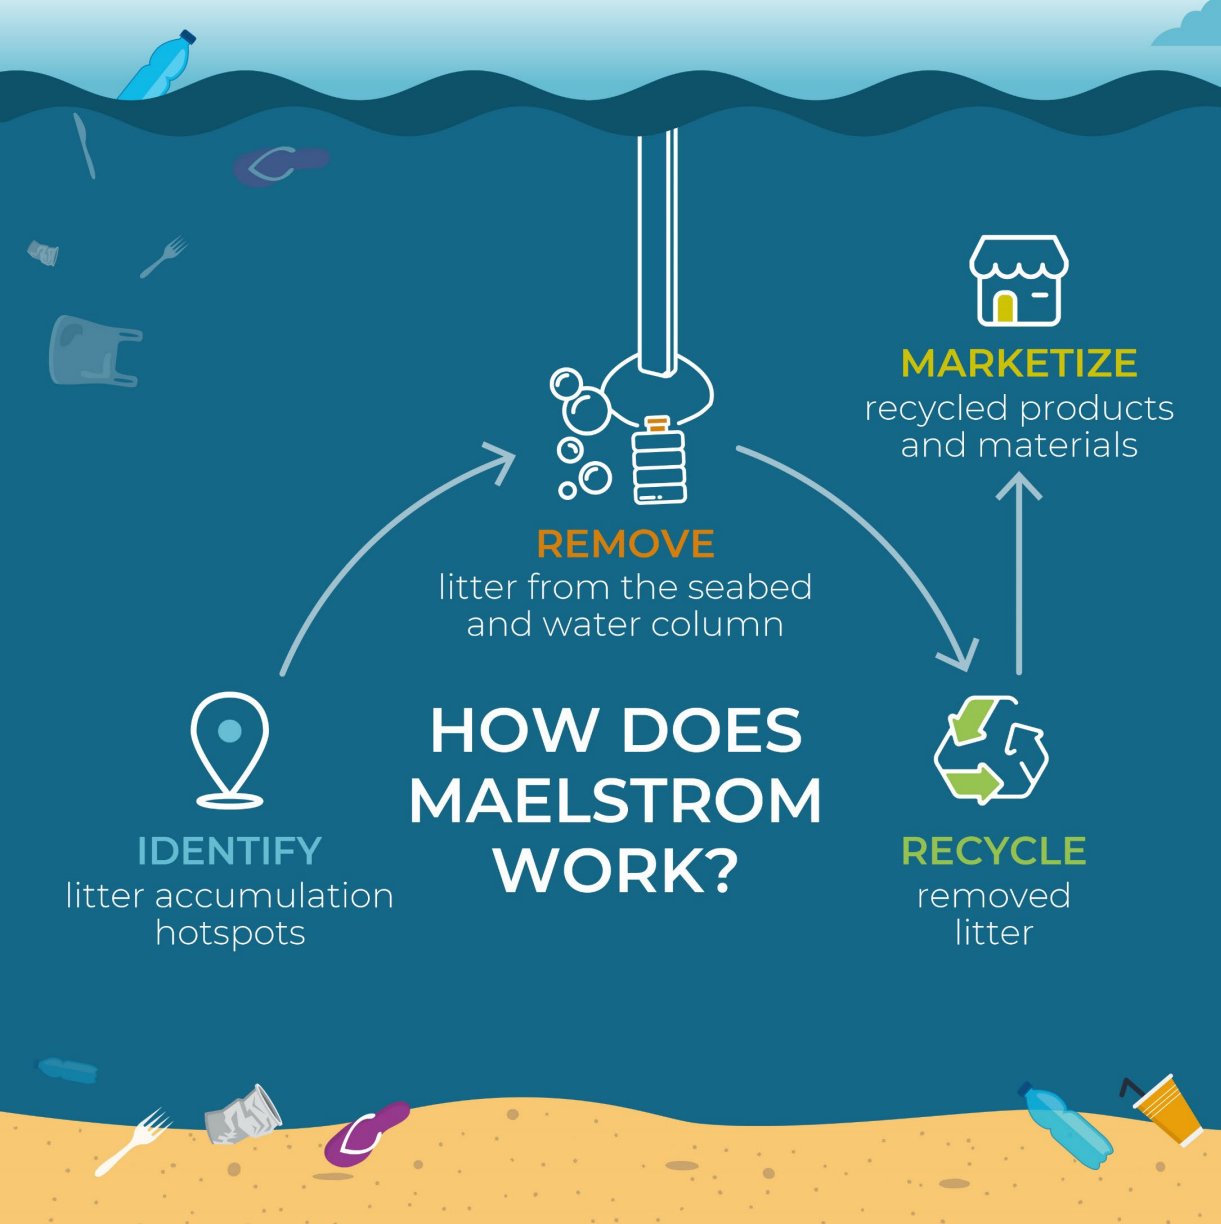 HOW DOES
MAELSTROM
WORK?
IDENTIFY
litter accumulation
hotspots
REMOVE
litter from the seabed
and water column
RECYCLE
removed
litter
MARKETIZE
recycled products
and materials